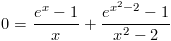 0 = \frac{e^x - 1}{x} + \frac{e^{x^2-2} - 1}{x^2 - 2}